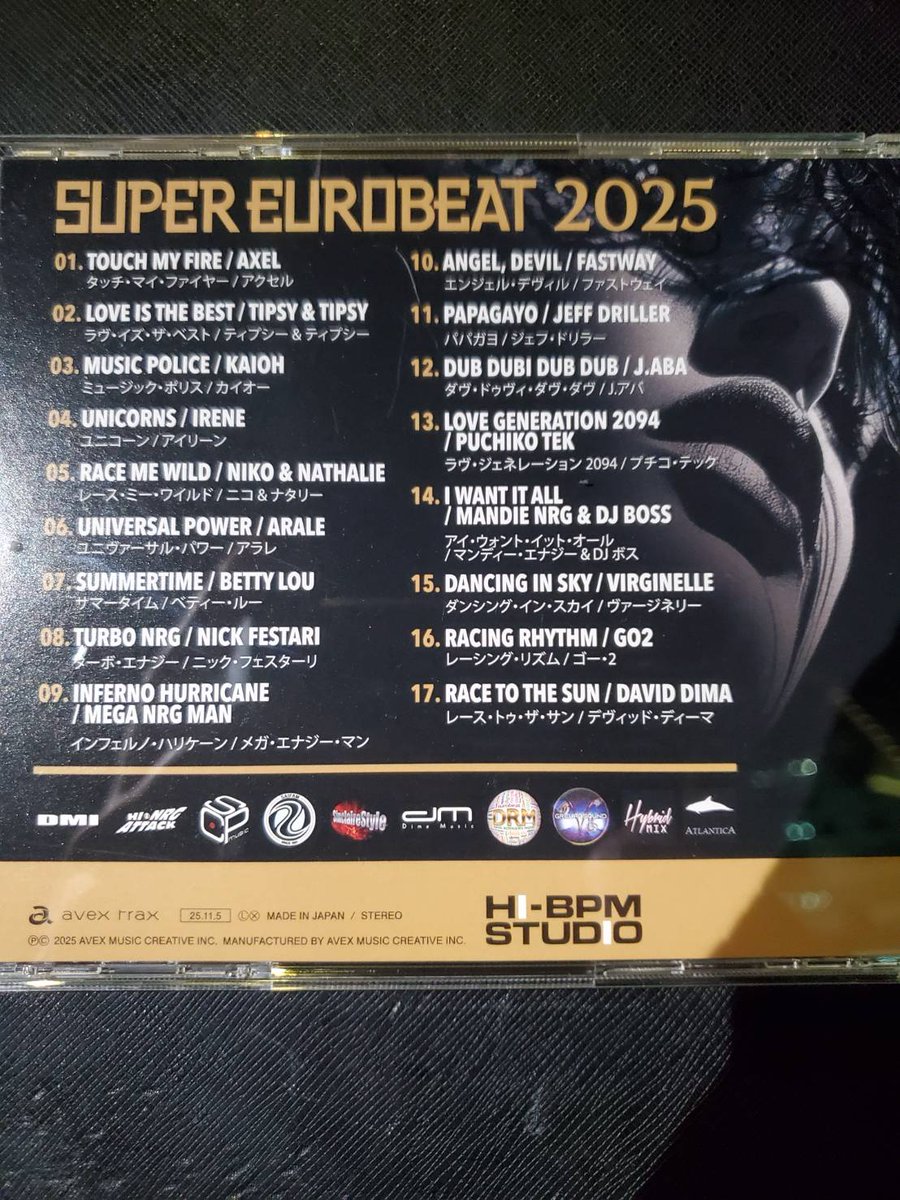 SUPER EUROBEAT 2025
01. TOUCH MY FIRE / AXEL
タッチ・マイ・ファイヤー / アクセル
02. LOVE IS THE BEST / TIPSY & TIPSY
ラヴ・イズ・ザ・ベスト / ティプシー & ティプシー
03. MUSIC POLICE / KAIOH
ミュージック・ポリス / カイオー
04. UNICORNS / IRENE
ユニコーン / アイリーン
05. RACE ME WILD / NIKO & NATHALIE
レース・ミー・ワイルド / ニコ & ナタリー
06. UNIVERSAL POWER / ARALE
ユニヴァーサル・パワー / アラレ
07. SUMMERTIME / BETTY LOU
サマータイム / ベティー・ルー
08. TURBO NRG / NICK FESTARI
ターボ・エナジー / ニック・フェスターリ
09. INFERNO HURRICANE
/ MEGA NRG MAN
インフェルノ・ハリケーン / メガ・エナジー・マン
10. ANGEL, DEVIL / FASTWAY
エンジェル・デヴィル / ファストウェイ
11. PAPAGAYO / JEFF DRILLER
パパガヨ / ジェフ・ドリラー
12. DUB DUBI DUB DUB / J.ABA
ダヴ・ドゥヴィ・ダヴ・ダヴ / J.アバ
13. LOVE GENERATION 2094
/ PUCHIKO TEK
ラヴ・ジェネレーション 2094 / プチコ・テック
14. I WANT IT ALL
/ MANDIE NRG & DJ BOSS
アイ・ウォント・イット・オール
/ マンディー・エナジー & DJ ボス
15. DANCING IN SKY / VIRGINELLE
ダンシング・イン・スカイ / ヴァージネリー
16. RACING RHYTHM / GO2
レーシング・リズム / ゴー・2
17. RACE TO THE SUN / DAVID DIMA
レース・トゥ・ザ・サン / デヴィッド・ディーマ
DMI
HI-NRG ATTACK
music
SinclaireStyle
dm
Dima Music
DRM
Hybrid
MIX
ATLANTICA
a avex trax 25.11.5 Ⓛ Ⓧ MADE IN JAPAN / STEREO
ⓅⒸ 2025 AVEX MUSIC CREATIVE INC. MANUFACTURED BY AVEX MUSIC CREATIVE INC.
HI-BPM
STUDIO